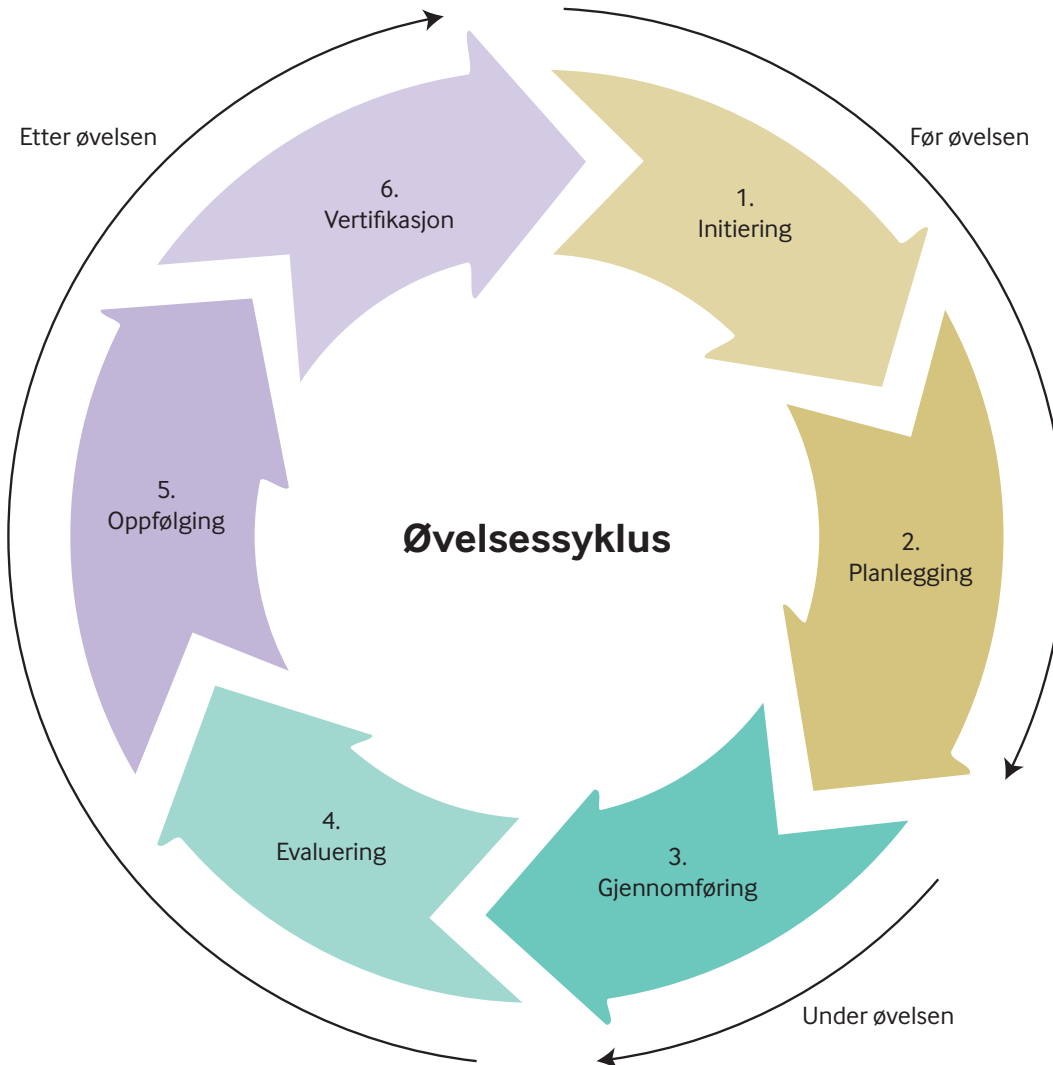 Øvelsessyklus
Før øvelsen
1.
Initiering
2.
Planlegging
Under øvelsen
3.
Gjennomføring
4.
Evaluering
Etter øvelsen
5.
Oppfølging
6.
Vertifikasjon